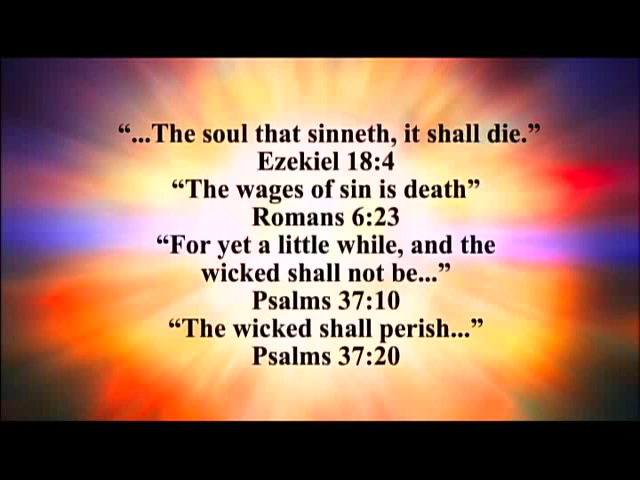 “...The soul that sinneth, it shall die.”
Ezekiel 18:4
“The wages of sin is death”
Romans 6:23
“For yet a little while, and the
wicked shall not be...”
Psalms 37:10
“The wicked shall perish...”
Psalms 37:20